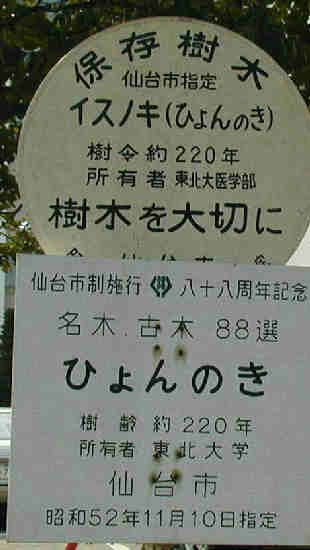 保存樹木
仙台市指定
イスノキ(ひょんのき)
樹令約220年
所有者 東北大医学部
樹木を大切に
仙台市
仙台市制施行 八十八周年記念
名木.古木 88選
ひょんのき
樹齢約220年
所有者 東北大学
仙台市
昭和52年11月10日指定